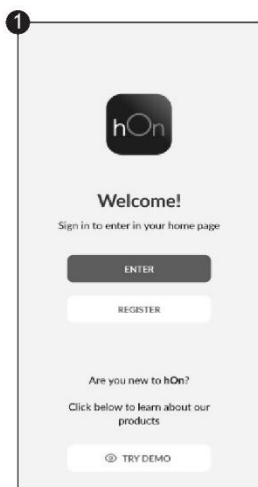 1
hOn
Welcome!
Sign in to enter in your home page
ENTER
REGISTER
Are you new to hOn?
Click below to learn about our
products
TRY DEMO